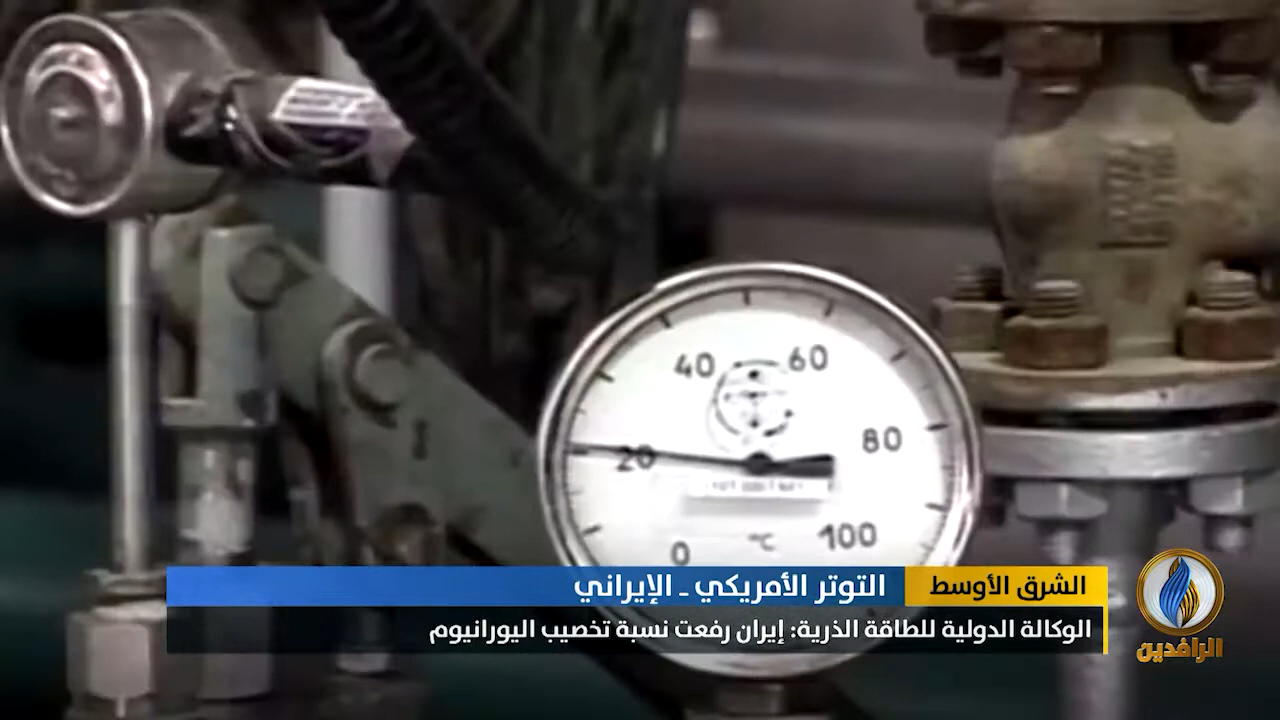 40 60
20 80
0 °C 100
الشرق الأوسط التوتر الأمريكي - الإيراني
الوكالة الدولية للطاقة الذرية: إيران رفعت نسبة تخصيب اليورانيوم
الرافدين